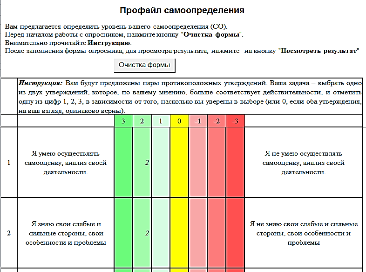 Профайл самоопределения
Вам предлагается определить уровень вашего самоопределения (СО).
Перед началом работы с опросником, нажмите кнопку "Очистка формы".
Внимательно прочитайте Инструкцию.
После заполнения формы опросника, для просмотра результата, нажмите на кнопку "Посмотреть результат"
Очистка формы
Инструкция: Вам будут предложены пары противоположных утверждений. Ваша задача - выбрать одно
из двух утверждений, которое, по вашему мнению, больше соответствует действительности, и отметить
одну из цифр 1, 2, 3, в зависимости от того, насколько вы уверены в выборе (или 0, если оба утверждения,
на ваш взгляд, одинаково верны).
3 2 1 0 1 2 3
1
Я умею осуществлять
самооценку, анализ своей
деятельности
2
Я не умею осуществлять
самооценку, анализ своей
деятельности
2
Я знаю свои слабые и
сильные стороны, свои
особенности и проблемы
2
Я не знаю свои слабые и сильные
стороны, свои особенности и
проблемы